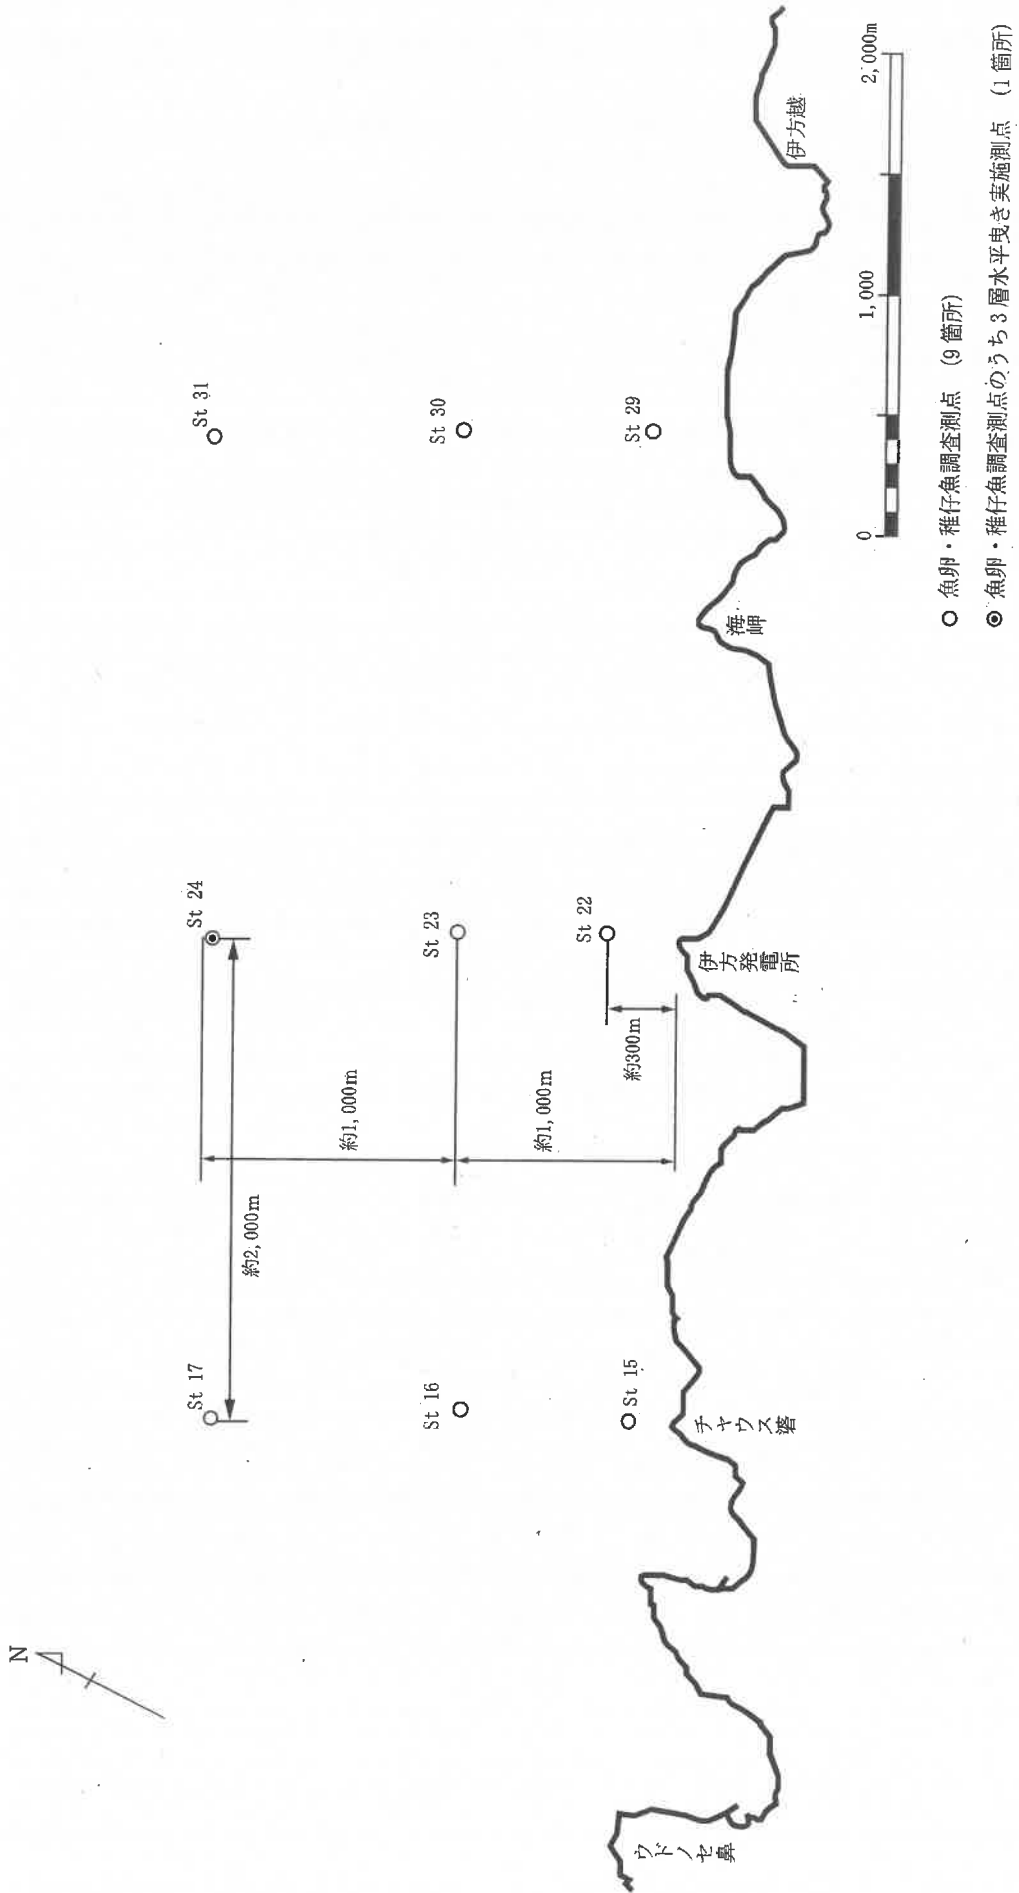 N
St 17
St 24
St 31
約2,000m
約1,000m
St 16
St 23
St 30
約1,000m
St 15
St 22
St 29
約300m
ウドノセ鼻
チャウス碆
伊方発電所
海岬
伊方越
0
1,000
2,000m
魚卵・稚仔魚調査測点 (9箇所)
魚卵・稚仔魚調査測点のうち3層水平曳き実施測点 (1箇所)